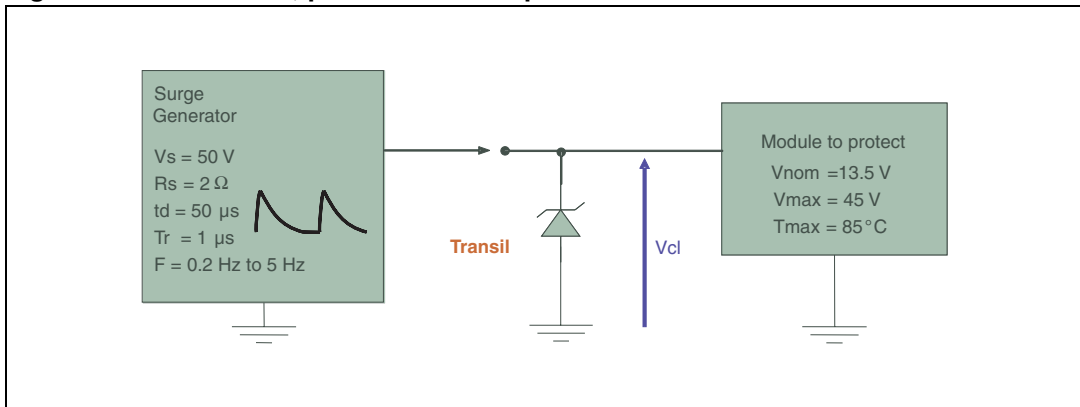 Surge
Generator
Vs = 50 V
Rs = 2 Ω
td = 50 µs
Tr = 1 µs
F = 0.2 Hz to 5 Hz
Transil
Vcl
Module to protect
Vnom =13.5 V
Vmax = 45 V
Tmax = 85°C